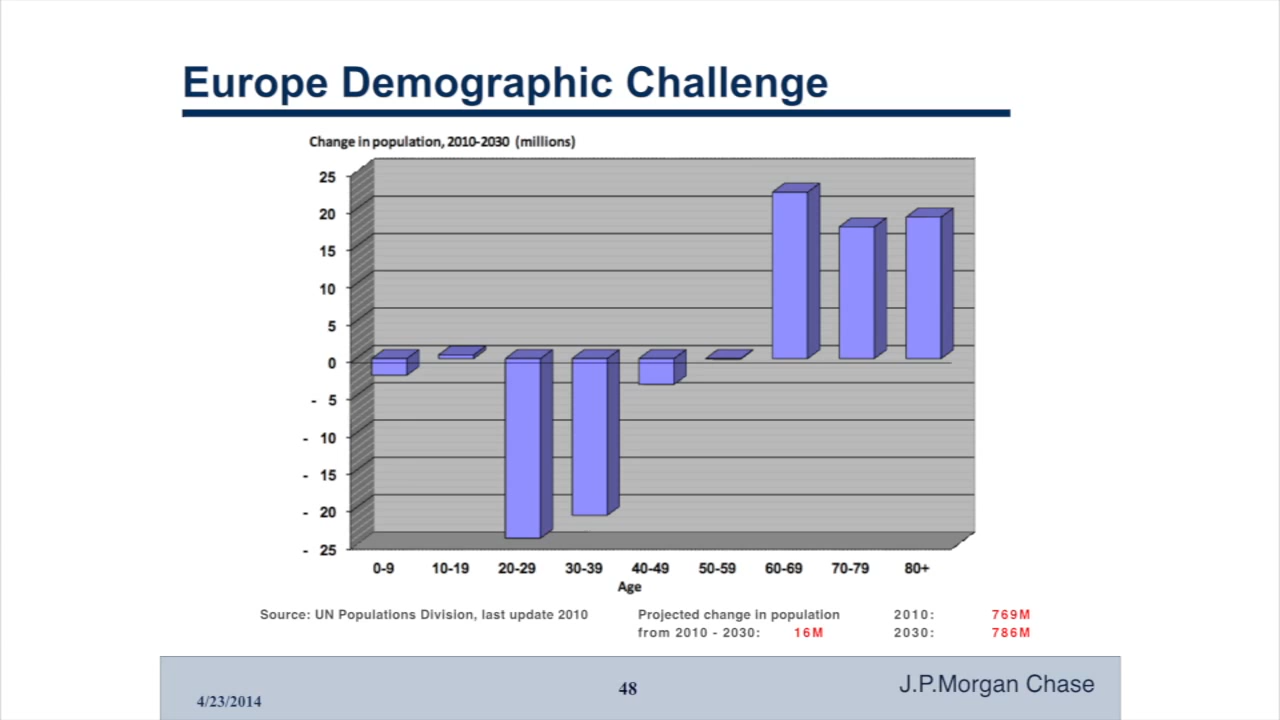 Europe Demographic Challenge
Change in population, 2010-2030 (millions)
25
20
15
10
5
0
- 5
- 10
- 15
- 20
- 25
0-9 10-19 20-29 30-39 40-49 50-59 60-69 70-79 80+
Age
Source: UN Populations Division, last update 2010 Projected change in population 2010: 769M
from 2010 - 2030: 16M 2030: 786M
4/23/2014 48 J.P.Morgan Chase